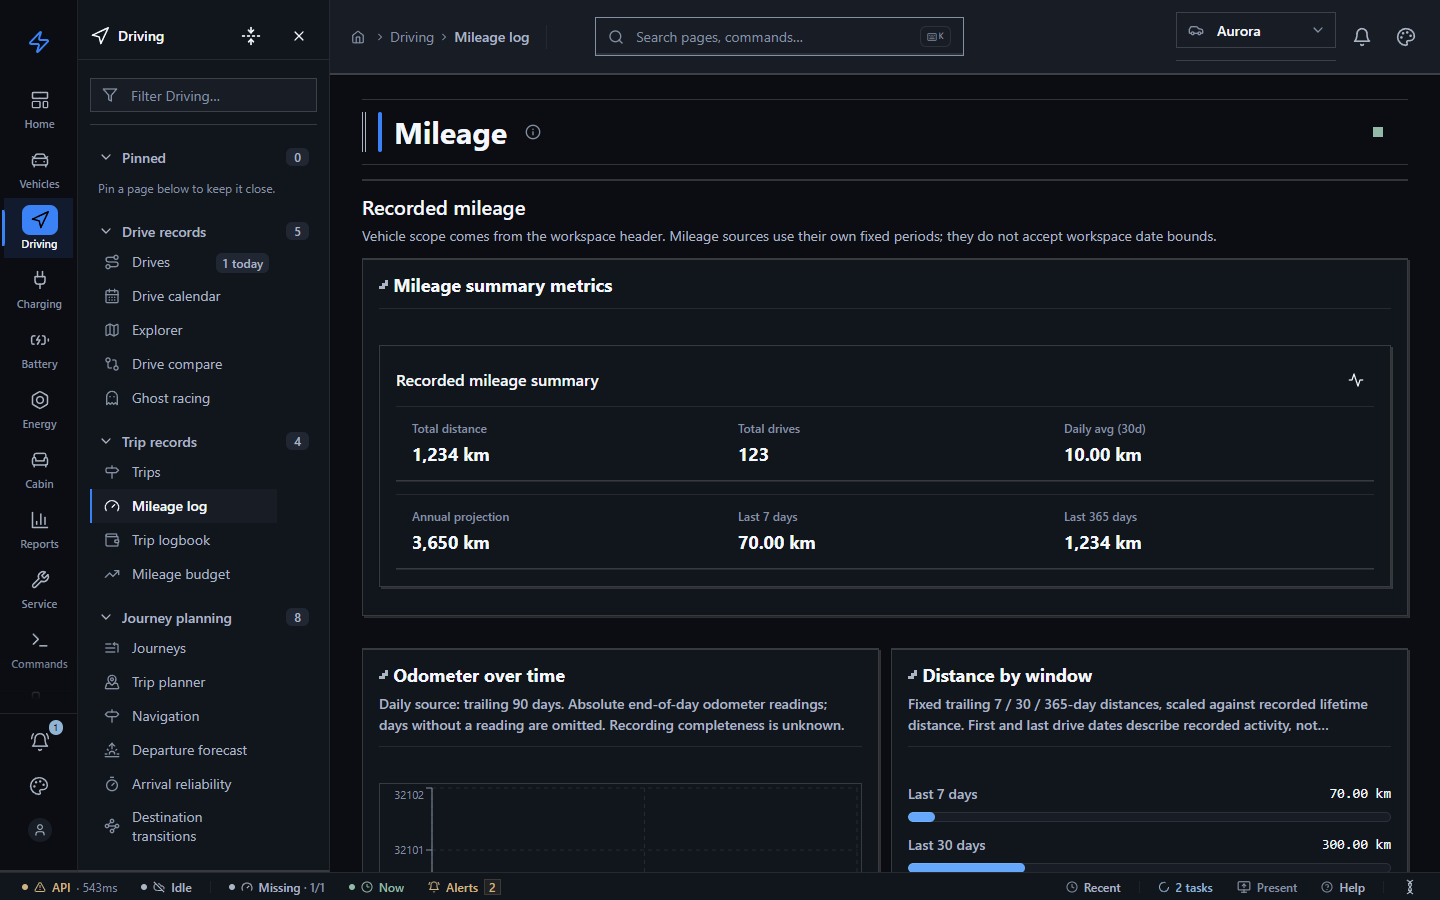 Driving
Driving
Mileage log
Search pages, commands...
K
Aurora
Filter Driving...
Home
Vehicles
Driving
Charging
Battery
Energy
Cabin
Reports
Service
Commands
1
Pinned
0
Pin a page below to keep it close.
Drive records
5
Drives
1 today
Drive calendar
Explorer
Drive compare
Ghost racing
Trip records
4
Trips
Mileage log
Trip logbook
Mileage budget
Journey planning
8
Journeys
Trip planner
Navigation
Departure forecast
Arrival reliability
Destination
transitions
Mileage
Recorded mileage
Vehicle scope comes from the workspace header. Mileage sources use their own fixed periods; they do not accept workspace date bounds.
Mileage summary metrics
Recorded mileage summary
Total distance
1,234 km
Total drives
123
Daily avg (30d)
10.00 km
Annual projection
3,650 km
Last 7 days
70.00 km
Last 365 days
1,234 km
Odometer over time
Daily source: trailing 90 days. Absolute end-of-day odometer readings;
days without a reading are omitted. Recording completeness is unknown.
32102
32101
Distance by window
Fixed trailing 7 / 30 / 365-day distances, scaled against recorded lifetime
distance. First and last drive dates describe recorded activity, not...
Last 7 days
70.00 km
Last 30 days
300.00 km
API · 543ms
Idle
Missing · 1/1
Now
Alerts 2
Recent
2 tasks
Present
Help